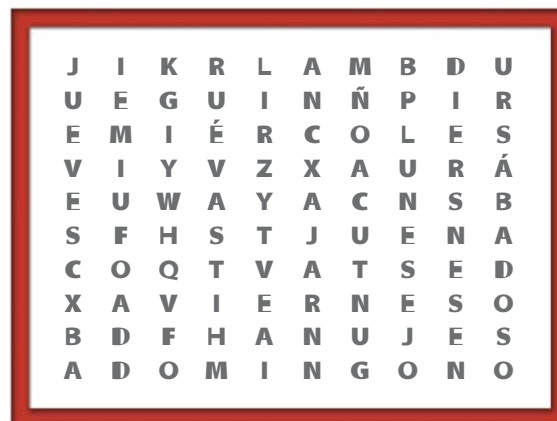 J I K R L A M B D U
U E G U I N Ñ P I R
E M I É R C O L E S
V I Y V Z X A U R Á
E U W A Y A C N S B
S F H S T J U E N A
C O Q T V A T S E D
X A V I E R N E S O
B D F H A N U J E S
A D O M I N G O N O